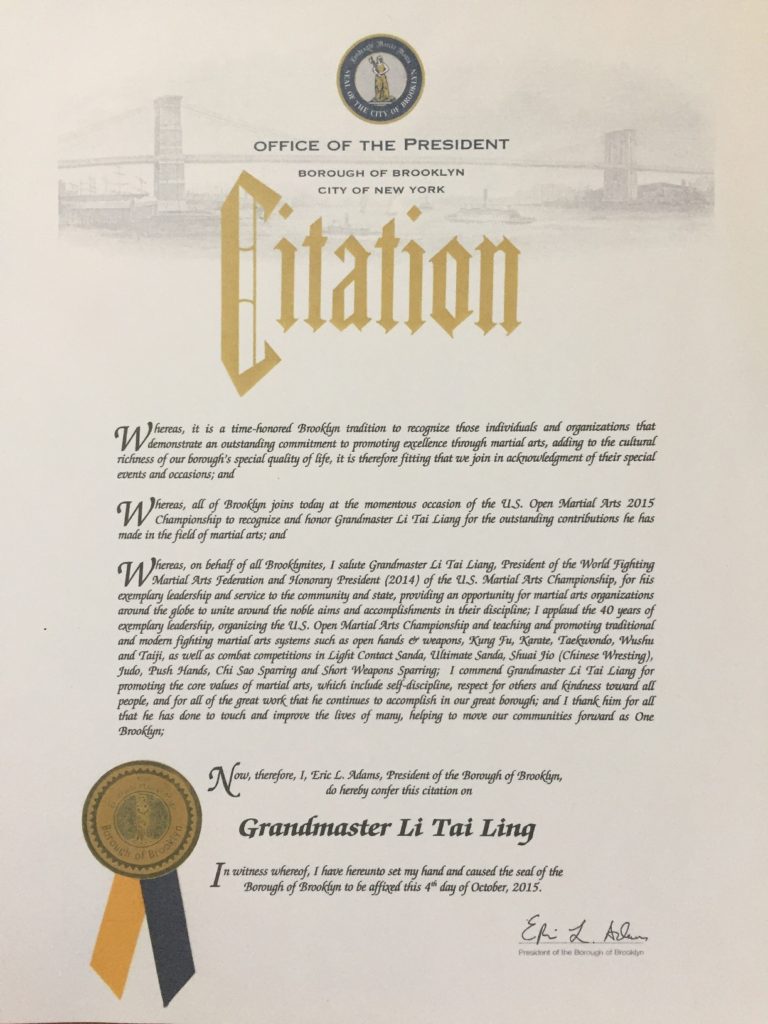 SEAL OF THE CITY OF BROOKLYN
OFFICE OF THE PRESIDENT
BOROUGH OF BROOKLYN
CITY OF NEW YORK
Citation
Whereas, it is a time-honored Brooklyn tradition to recognize those individuals and organizations that
demonstrate an outstanding commitment to promoting excellence through martial arts, adding to the cultural
richness of our borough's special quality of life, it is therefore fitting that we join in acknowledgment of their special
events and occasions; and
Whereas, all of Brooklyn joins today at the momentous occasion of the U.S. Open Martial Arts 2015
Championship to recognize and honor Grandmaster Li Tai Liang for the outstanding contributions he has
made in the field of martial arts; and
Whereas, on behalf of all Brooklynites, I salute Grandmaster Li Tai Liang, President of the World Fighting
Martial Arts Federation and Honorary President (2014) of the U.S. Martial Arts Championship, for his
exemplary leadership and service to the community and state, providing an opportunity for martial arts organizations
around the globe to unite around the noble aims and accomplishments in their discipline; I applaud the 40 years of
exemplary leadership, organizing the U.S. Open Martial Arts Championship and teaching and promoting traditional
and modern fighting martial arts systems such as open hands & weapons, Kung Fu, Karate, Taekwondo, Wushu
and Taiji, as well as combat competitions in Light Contact Sanda, Ultimate Sanda, Shuai Jio (Chinese Wresting),
Judo, Push Hands, Chi Sao Sparring and Short Weapons Sparring; I commend Grandmaster Li Tai Liang for
promoting the core values of martial arts, which include self-discipline, respect for others and kindness toward all
people, and for all of the great work that he continues to accomplish in our great borough; and I thank him for all
that he has done to touch and improve the lives of many, helping to move our communities forward as One
Brooklyn;
Now, therefore, I, Eric L. Adams, President of the Borough of Brooklyn,
do hereby confer this citation on
Grandmaster Li Tai Ling
In witness whereof, I have hereunto set my hand and caused the seal of the
Borough of Brooklyn to be affixed this 4th day of October, 2015.
Borough of Brooklyn
Eric L. Adams
President of the Borough of Brooklyn